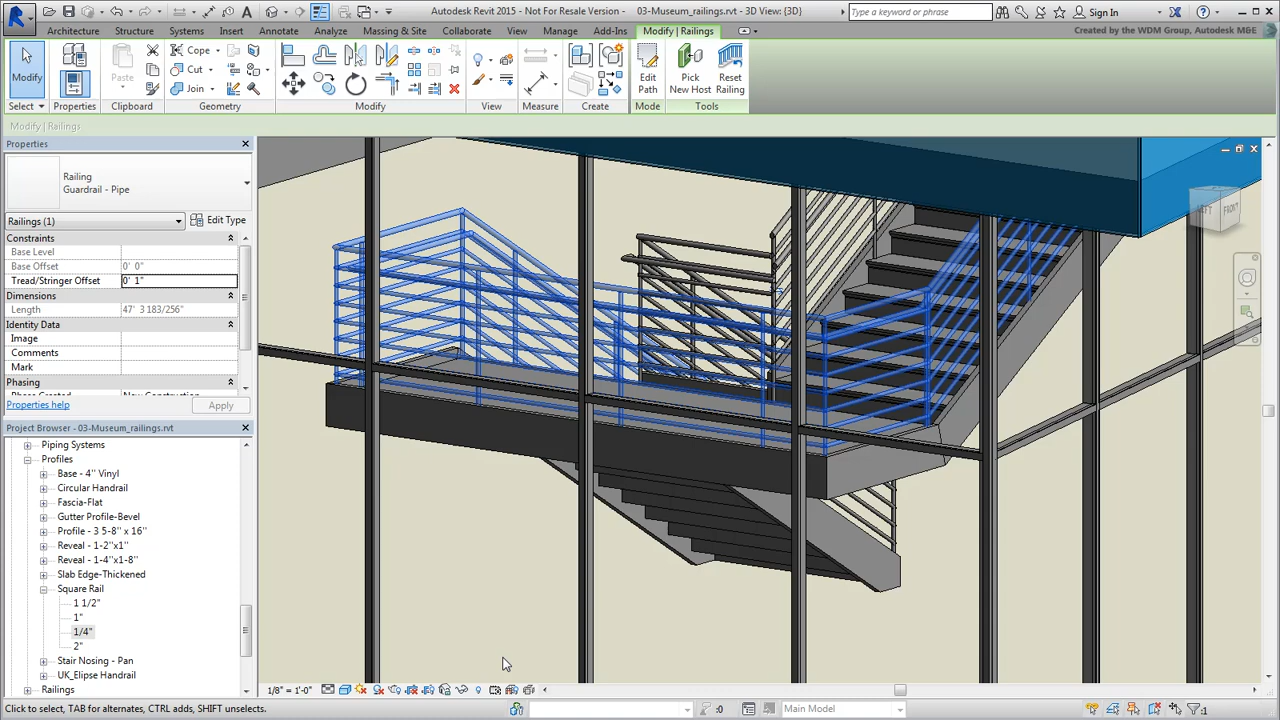 Autodesk Revit 2015 - Not For Resale Version - 03-Museum_railings.rvt - 3D View: {3D}
Type a keyword or phrase
Sign In
Architecture Structure Systems Insert Annotate Analyze Massing & Site Collaborate View Manage Add-Ins Modify | Railings
Created by the WDM Group, Autodesk M&E
Modify
Properties
Paste
Cope
Cut
Join
Edit Path
Pick New Host
Reset Railing
Select Properties Clipboard Geometry Modify View Measure Create Mode Tools
Modify | Railings
Properties
Railing
Guardrail - Pipe
Railings (1) Edit Type
Constraints
Base Level
Base Offset 0' 0"
Tread/Stringer Offset 0' 1"
Dimensions
Length 47' 3 183/256"
Identity Data
Image
Comments
Mark
Phasing
Properties help Apply
Project Browser - 03-Museum_railings.rvt
Piping Systems
Profiles
Base - 4'' Vinyl
Circular Handrail
Fascia-Flat
Gutter Profile-Bevel
Profile - 3 5-8'' x 16''
Reveal - 1-2''x1''
Reveal - 1-4''x1-8''
Slab Edge-Thickened
Square Rail
1 1/2"
1"
1/4"
2"
Stair Nosing - Pan
UK_Elipse Handrail
Railings
LEFT FRONT
1/8" = 1'-0"
Click to select, TAB for alternates, CTRL adds, SHIFT unselects.
:0
Main Model
:1